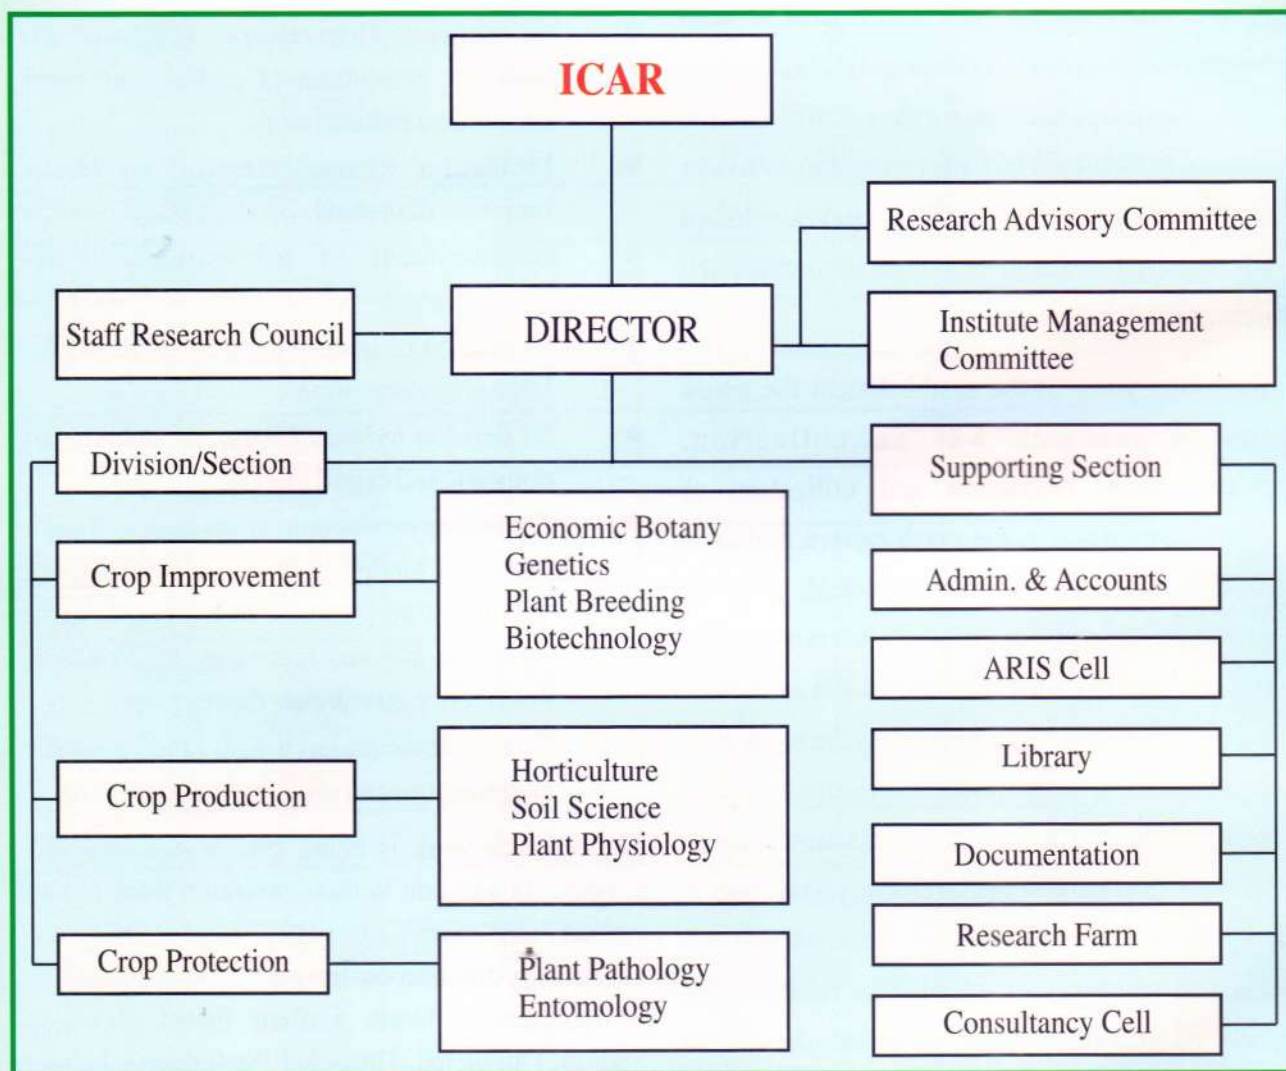 ICAR
Research Advisory Committee
Staff Research Council
DIRECTOR
Institute Management
Committee
Division/Section
Supporting Section
Crop Improvement
Economic Botany
Genetics
Plant Breeding
Biotechnology
Admin. & Accounts
ARIS Cell
Library
Crop Production
Horticulture
Soil Science
Plant Physiology
Documentation
Research Farm
Crop Protection
Plant Pathology
Entomology
Consultancy Cell